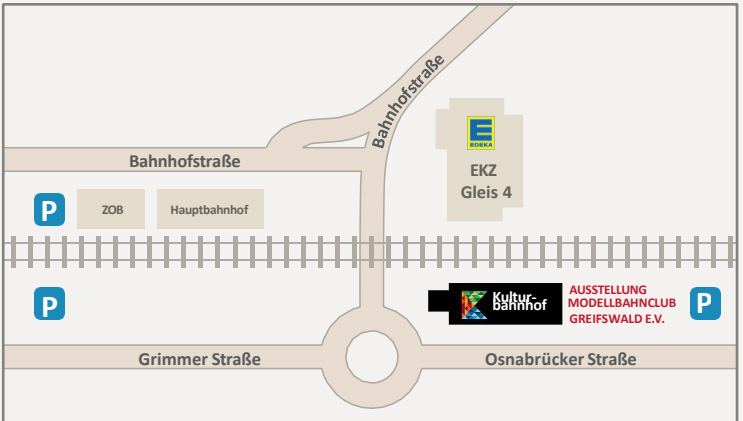 Bahnhofstraße
Bahnhofstraße
E
EDEKA
EKZ
Gleis 4
P
ZOB
Hauptbahnhof
P
Kultur-
bahnhof
AUSSTELLUNG
MODELLBAHNCLUB
GREIFSWALD E.V.
P
Grimmer Straße
Osnabrücker Straße